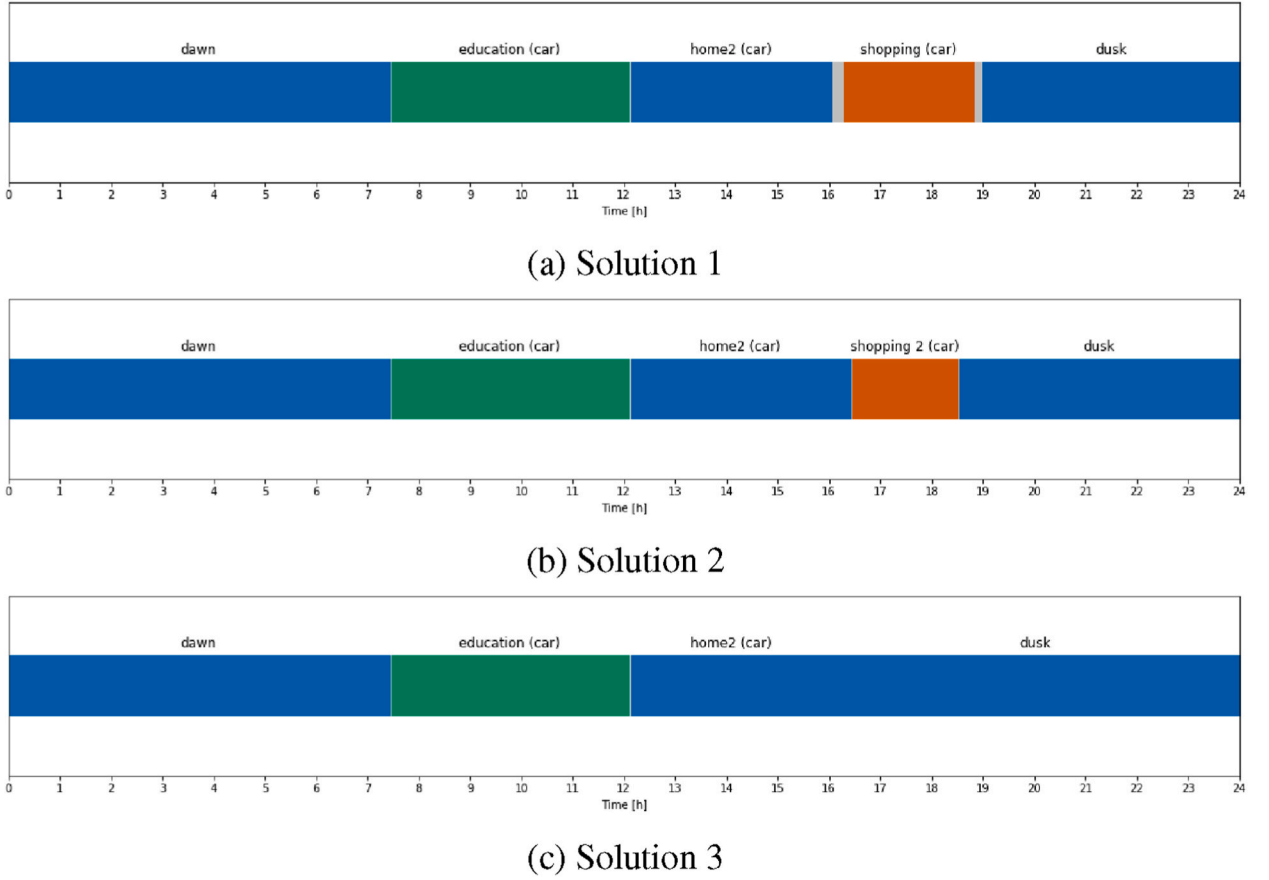 dawn education (car) home2 (car) shopping (car) dusk
0 1 2 3 4 5 6 7 8 9 10 11 12 13 14 15 16 17 18 19 20 21 22 23 24
Time [h]
(a) Solution 1
dawn education (car) home2 (car) shopping 2 (car) dusk
0 1 2 3 4 5 6 7 8 9 10 11 12 13 14 15 16 17 18 19 20 21 22 23 24
Time [h]
(b) Solution 2
dawn education (car) home2 (car) dusk
0 1 2 3 4 5 6 7 8 9 10 11 12 13 14 15 16 17 18 19 20 21 22 23 24
Time [h]
(c) Solution 3